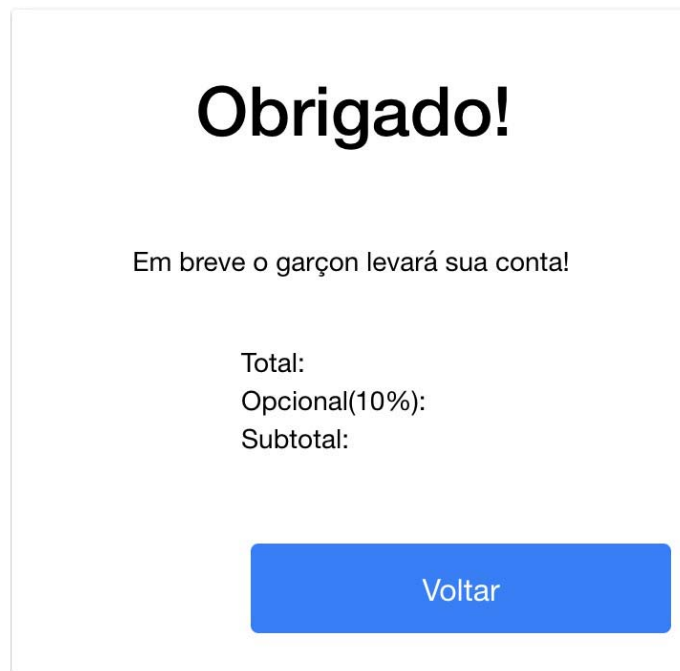 Obrigado!
Em breve o garçon levará sua conta!
Total:
Opcional(10%):
Subtotal:
Voltar